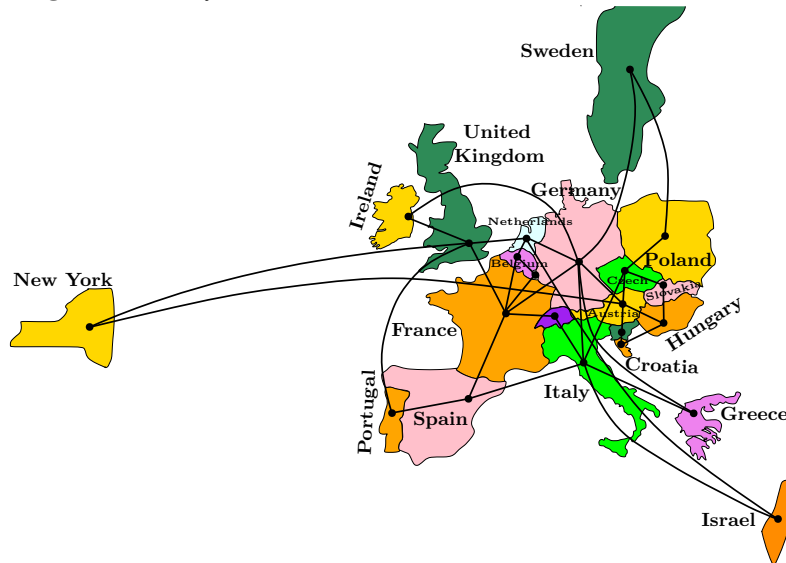 Sweden
United
Kingdom
Ireland
Germany
Netherlands
Belgium
Poland
Czech
New York
Slovakia
Austria
France
Hungary
Croatia
Italy
Portugal
Spain
Greece
Israel